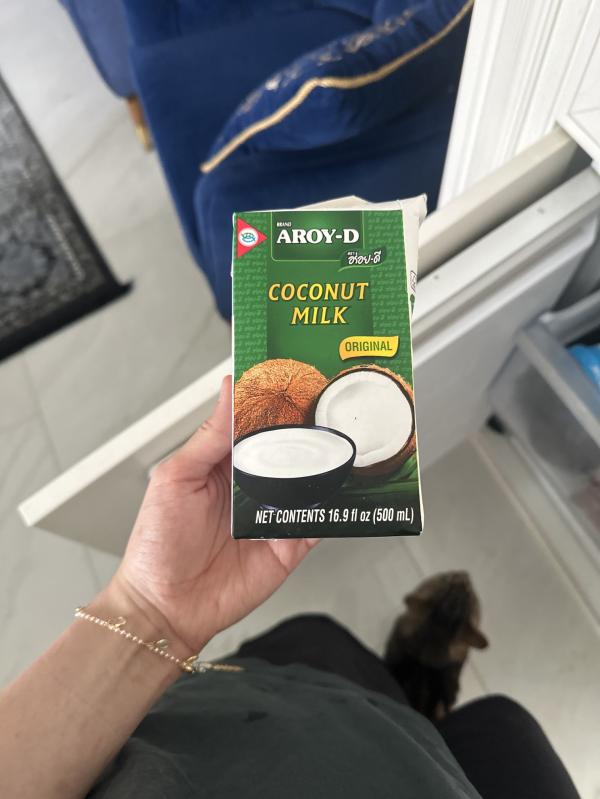 BRAND
AROY-D
อร่อย-ดี
COCONUT
MILK
ORIGINAL
NET CONTENTS 16.9 fl oz (500 mL)